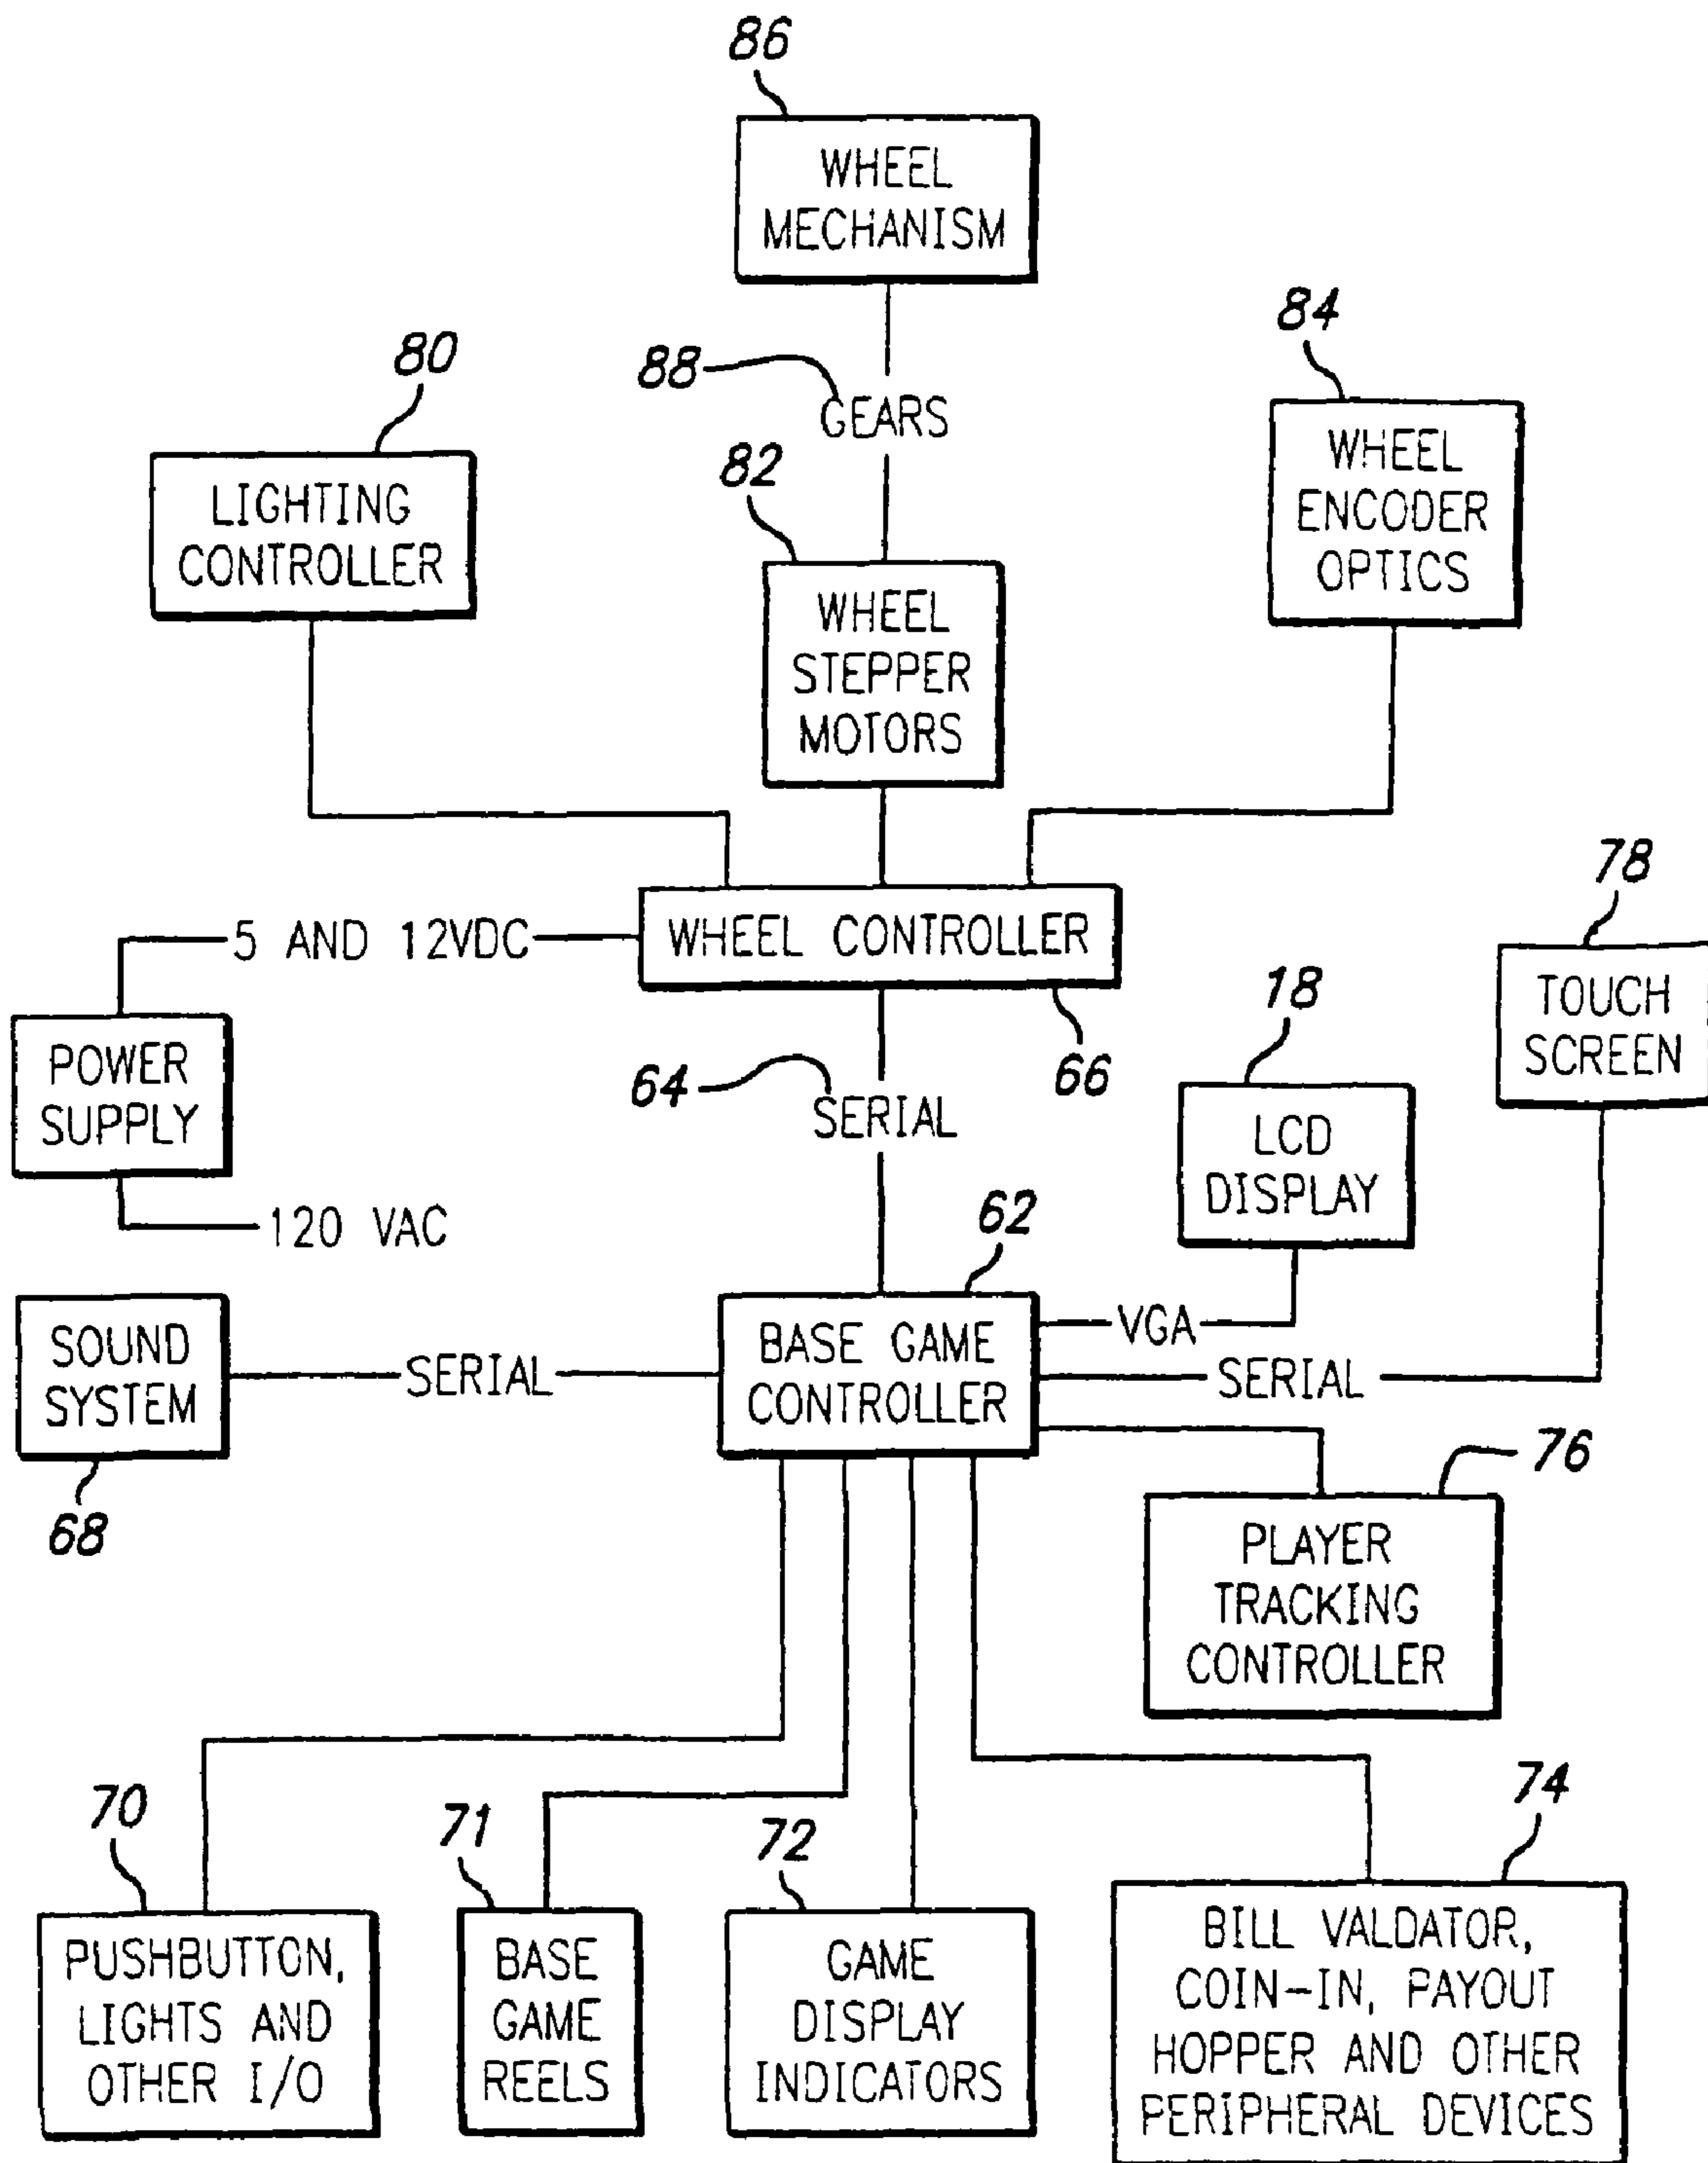 86
WHEEL
MECHANISM
84
80
88
GEARS
82
LIGHTING
CONTROLLER
WHEEL
ENCODER
OPTICS
WHEEL
STEPPER
MOTORS
78
5 AND 12VDC
WHEEL CONTROLLER
18
TOUCH
SCREEN
POWER
SUPPLY
64
66
SERIAL
LCD
DISPLAY
120 VAC
62
SOUND
SYSTEM
SERIAL
BASE GAME
CONTROLLER
VGA
SERIAL
68
76
PLAYER
TRACKING
CONTROLLER
70
71
72
74
PUSHBUTTON,
LIGHTS AND
OTHER I/O
BASE
GAME
REELS
GAME
DISPLAY
INDICATORS
BILL VALDATOR,
COIN-IN, PAYOUT
HOPPER AND OTHER
PERIPHERAL DEVICES